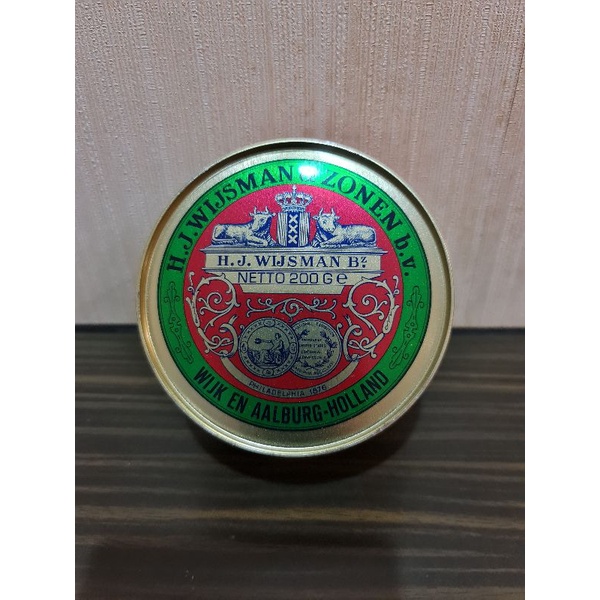 H.J. WIJSMAN & ZONEN b.v.
H. J. WIJSMAN BZ.
NETTO 200 G e
PHILADELPHIA 1876
WIJK EN AALBURG-HOLLAND